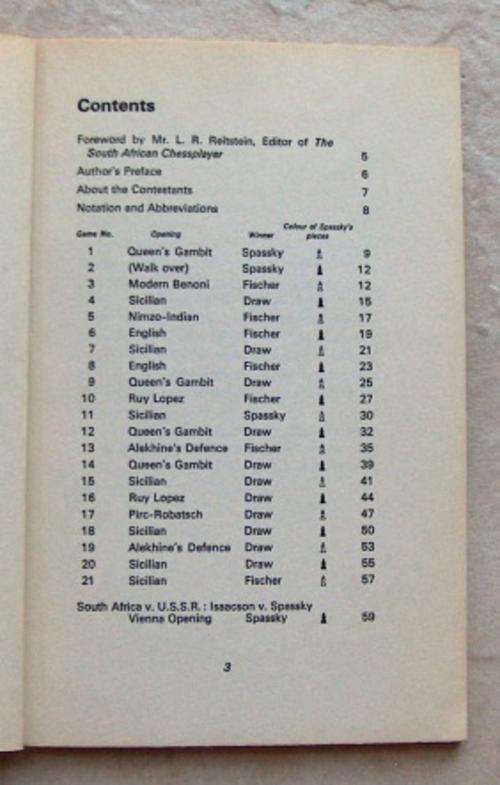 Contents
Foreword by Mr. L. R. Reitstein, Editor of The
South African Chessplayer 5
Author's Preface 6
About the Contestants 7
Notation and Abbreviations 8
Game No. Opening Winner Colour of Spassky's pieces
1 Queen's Gambit Spassky ♙ 9
2 (Walk over) Spassky ♟ 12
3 Modern Benoni Fischer ♙ 12
4 Sicilian Draw ♟ 15
5 Nimzo-Indian Fischer ♙ 17
6 English Fischer ♟ 19
7 Sicilian Draw ♙ 21
8 English Fischer ♟ 23
9 Queen's Gambit Draw ♙ 25
10 Ruy Lopez Fischer ♟ 27
11 Sicilian Spassky ♙ 30
12 Queen's Gambit Draw ♟ 32
13 Alekhine's Defence Fischer ♙ 35
14 Queen's Gambit Draw ♟ 39
15 Sicilian Draw ♙ 41
16 Ruy Lopez Draw ♟ 44
17 Pirc-Robatsch Draw ♙ 47
18 Sicilian Draw ♟ 50
19 Alekhine's Defence Draw ♙ 53
20 Sicilian Draw ♟ 55
21 Sicilian Fischer ♙ 57
South Africa v. U.S.S.R.: Isaacson v. Spassky
Vienna Opening Spassky ♟ 59
3